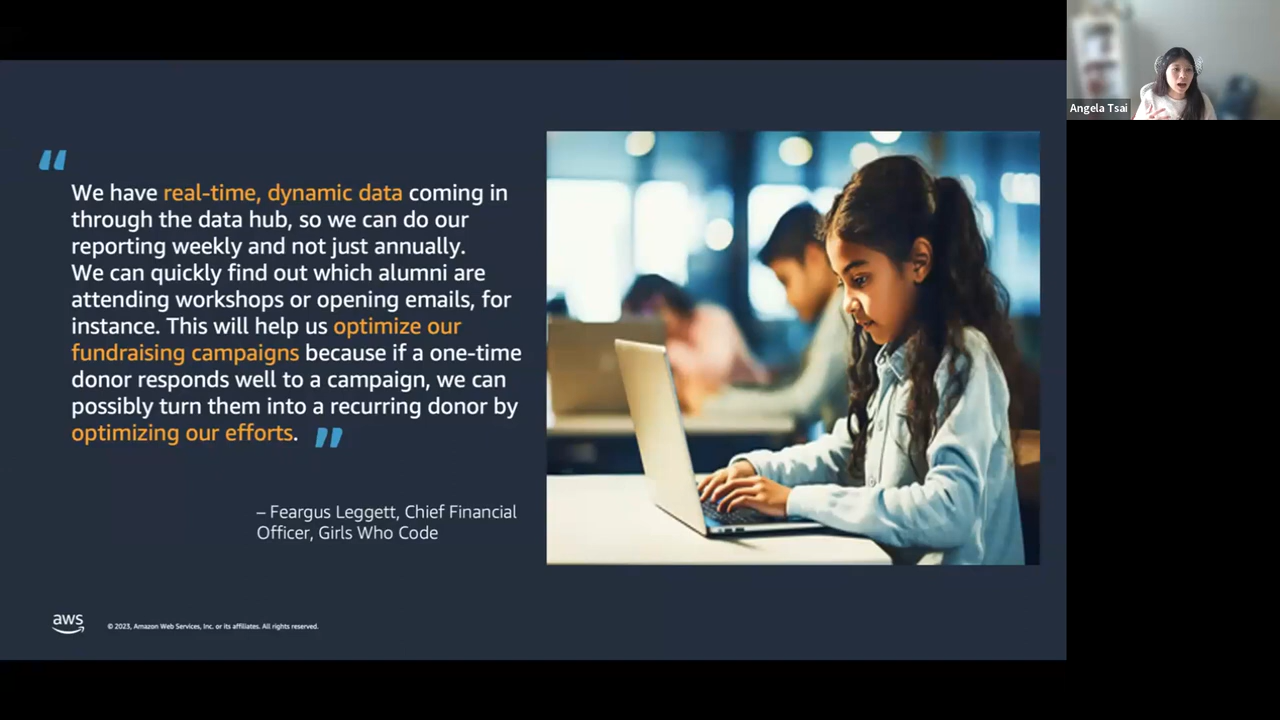 Angela Tsai
“
We have real-time, dynamic data coming in
through the data hub, so we can do our
reporting weekly and not just annually.
We can quickly find out which alumni are
attending workshops or opening emails, for
instance. This will help us optimize our
fundraising campaigns because if a one-time
donor responds well to a campaign, we can
possibly turn them into a recurring donor by
optimizing our efforts. ”
– Feargus Leggett, Chief Financial
Officer, Girls Who Code
aws
© 2023, Amazon Web Services, Inc. or its affiliates. All rights reserved.